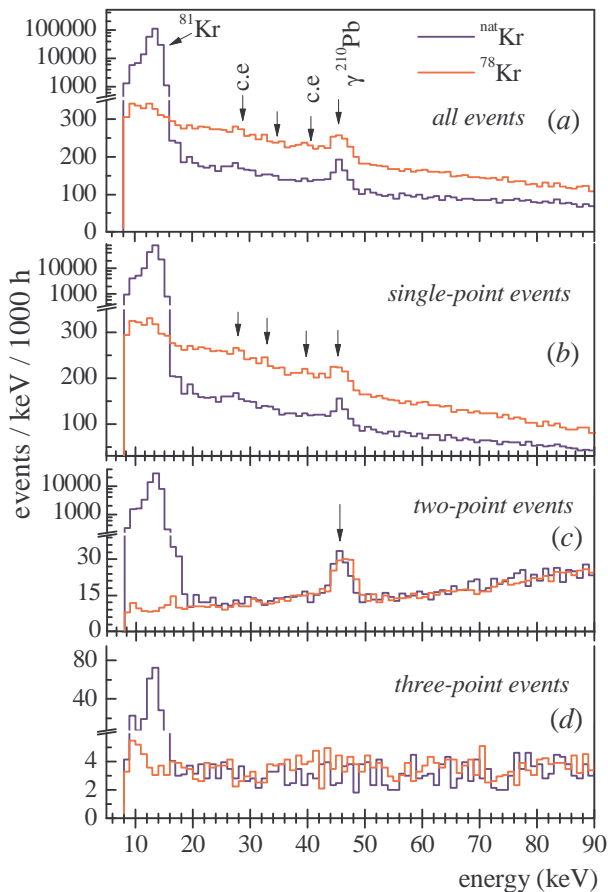 ⁸¹Kr
c.e
c.e
γ ²¹⁰Pb
ⁿᵃᵗKr
⁷⁸Kr
100000
10000
1000
300
200
100
0
all events
(a)
10000
1000
300
200
100
single-point events
(b)
10000
1000
30
15
0
two-point events
(c)
80
40
4
2
0
three-point events
(d)
events / keV / 1000 h
10 20 30 40 50 60 70 80 90
energy (keV)